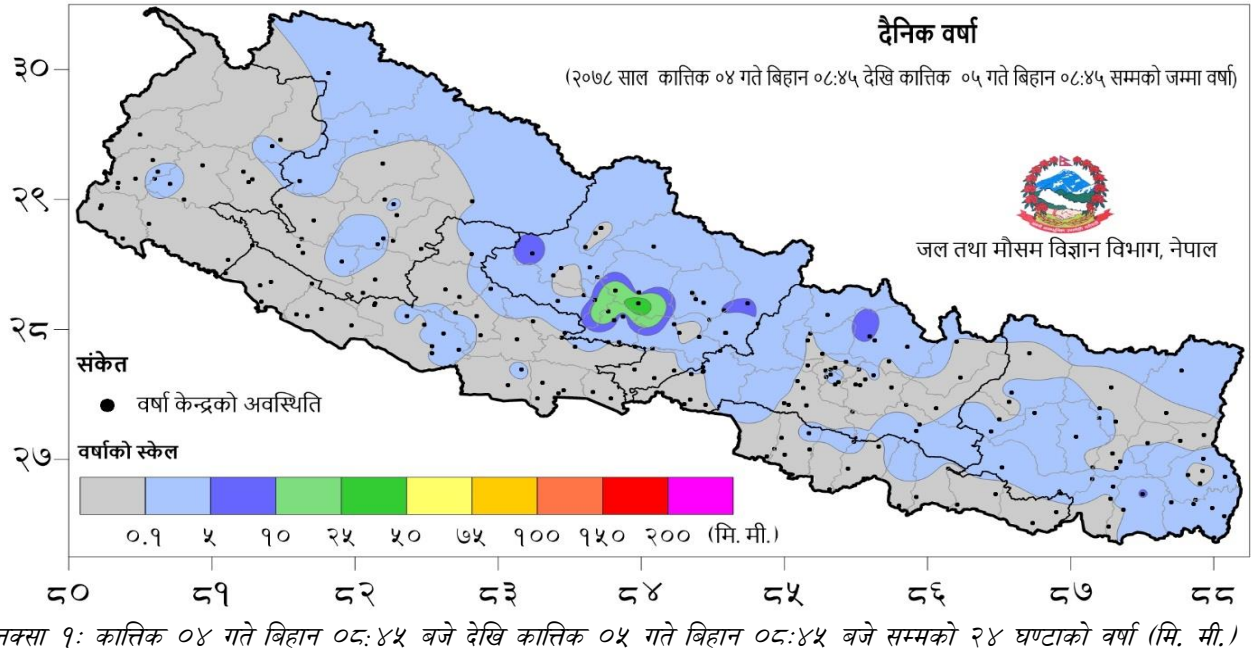 दैनिक वर्षा
(२०७८ साल कात्तिक ०४ गते बिहान ०८:४५ देखि कात्तिक ०५ गते बिहान ०८:४५ सम्मको जम्मा वर्षा)
जल तथा मौसम विज्ञान विभाग, नेपाल
३०
२९
२८
२७
संकेत
वर्षा केन्द्रको अवस्थिति
वर्षाको स्केल
०.१ ५ १० २५ ५० ७५ १०० १५० २०० (मि. मी.)
८० ८१ ८२ ८३ ८४ ८५ ८६ ८७ ८८
नक्सा १: कात्तिक ०४ गते बिहान ०८:४५ बजे देखि कात्तिक ०५ गते बिहान ०८:४५ बजे सम्मको २४ घण्टाको वर्षा (मि. मी.)